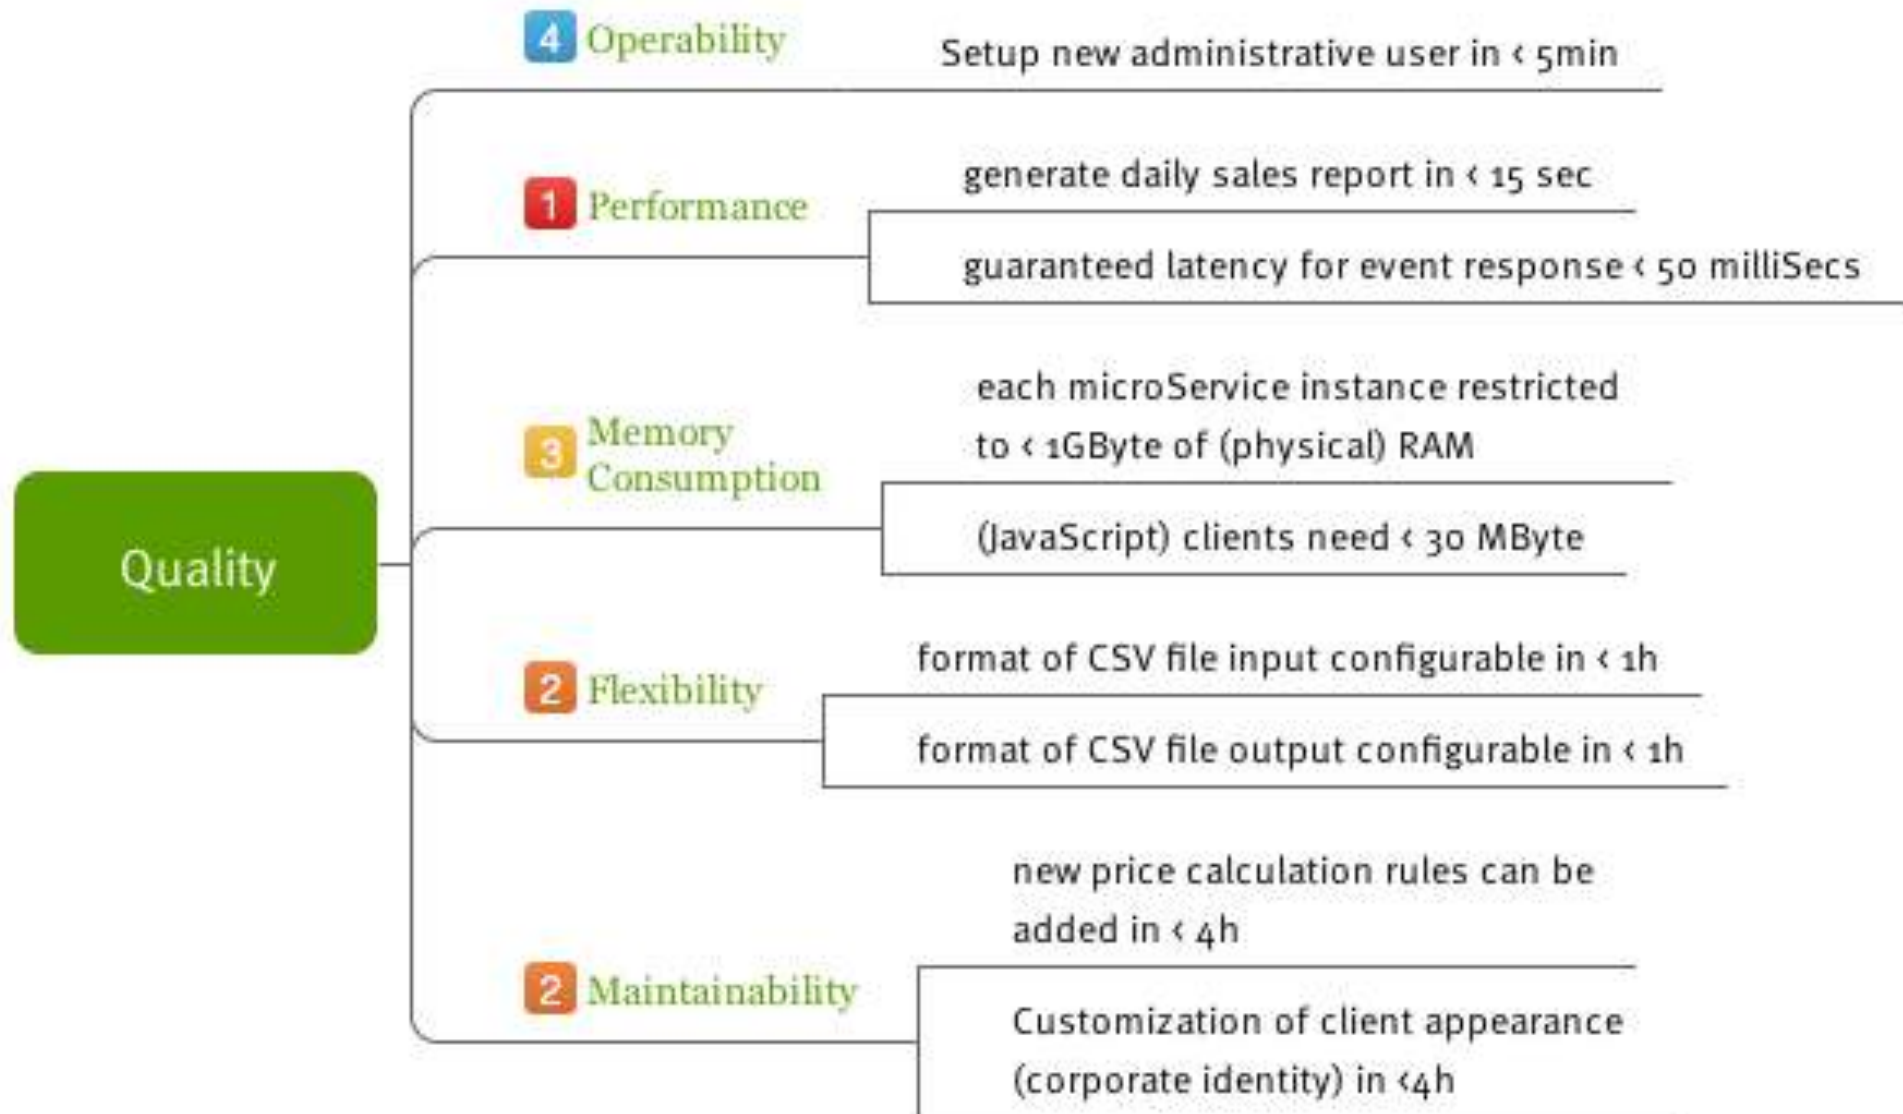 4 Operability
Setup new administrative user in < 5min
1 Performance
generate daily sales report in < 15 sec
guaranteed latency for event response < 50 milliSecs
3 Memory
Consumption
each microService instance restricted
to < 1GByte of (physical) RAM
(JavaScript) clients need < 30 MByte
Quality
2 Flexibility
format of CSV file input configurable in < 1h
format of CSV file output configurable in < 1h
2 Maintainability
new price calculation rules can be
added in < 4h
Customization of client appearance
(corporate identity) in <4h